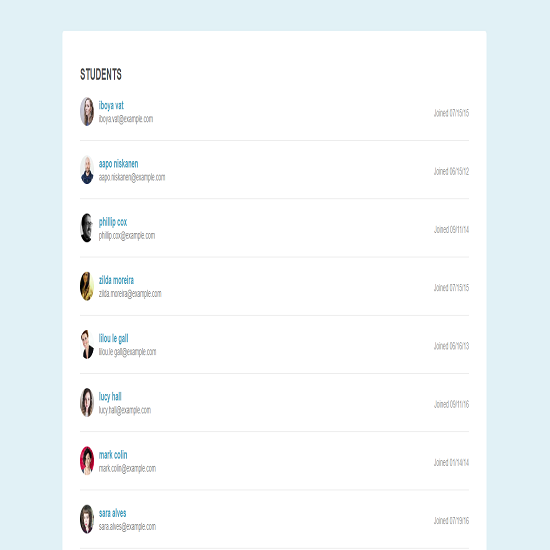 STUDENTS
iboya vat
iboya.vat@example.com
Joined 07/15/15
aapo niskanen
aapo.niskanen@example.com
Joined 06/15/12
phillip cox
phillip.cox@example.com
Joined 09/11/14
zilda moreira
zilda.moreira@example.com
Joined 07/15/15
lilou le gall
lilou.le gall@example.com
Joined 06/16/13
lucy hall
lucy.hall@example.com
Joined 09/11/16
mark colin
mark.colin@example.com
Joined 01/14/14
sara alves
sara.alves@example.com
Joined 07/19/16